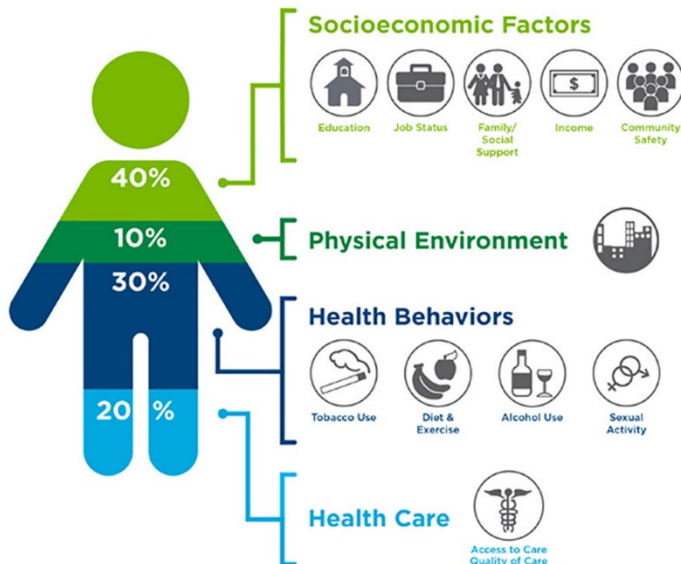 Socioeconomic Factors
$
Education
Job Status
Family/
Social
Support
Income
Community
Safety
40%
10%
Physical Environment
30%
Health Behaviors
Tobacco Use
Diet &
Exercise
Alcohol Use
Sexual
Activity
20 %
Health Care
Access to Care
Quality of Care